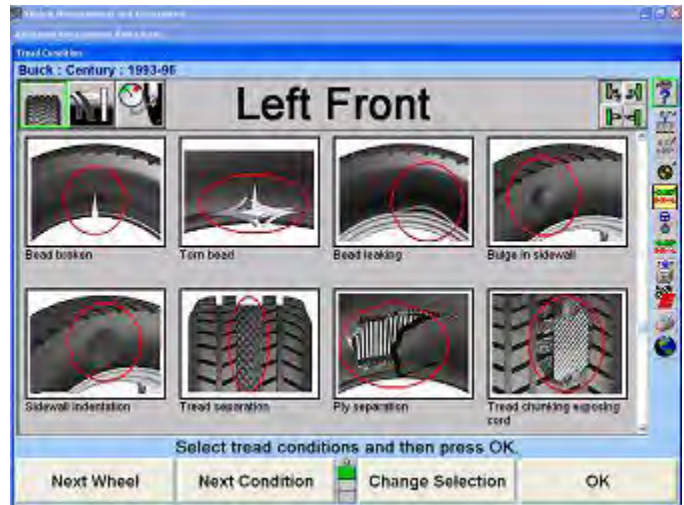 Tread Condition
Buick : Century : 1993-96
Left Front
Bead broken
Torn bead
Bead leaking
Bulge in sidewall
Sidewall indentation
Tread separation
Ply separation
Tread chunking exposing
cord
Select tread conditions and then press OK.
Next Wheel
Next Condition
Change Selection
OK